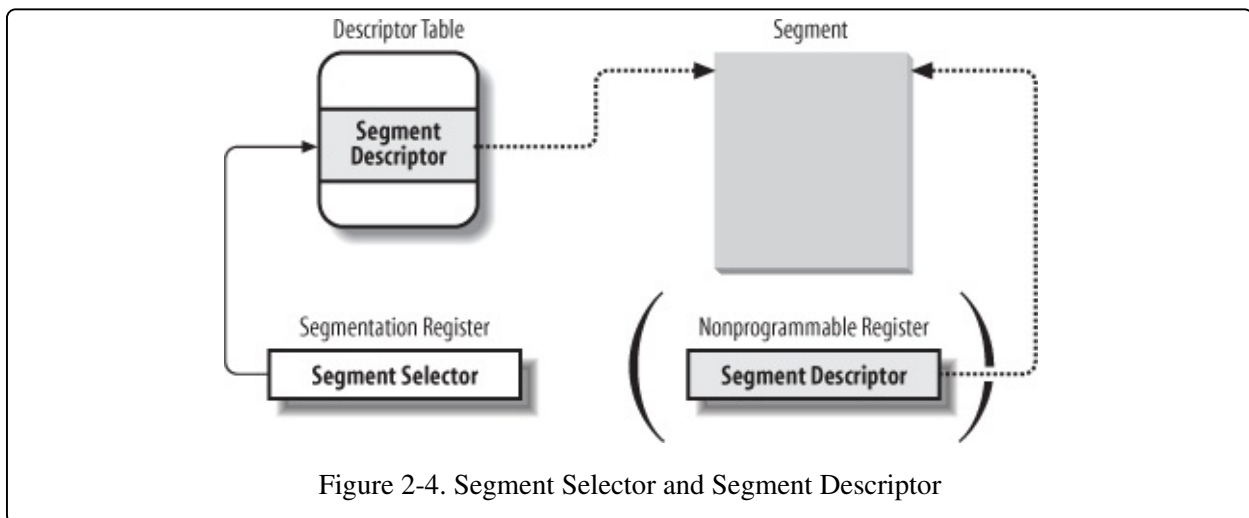 Descriptor Table
Segment
Segment
Descriptor
Segmentation Register
Nonprogrammable Register
Segment Selector
Segment Descriptor
Figure 2-4. Segment Selector and Segment Descriptor